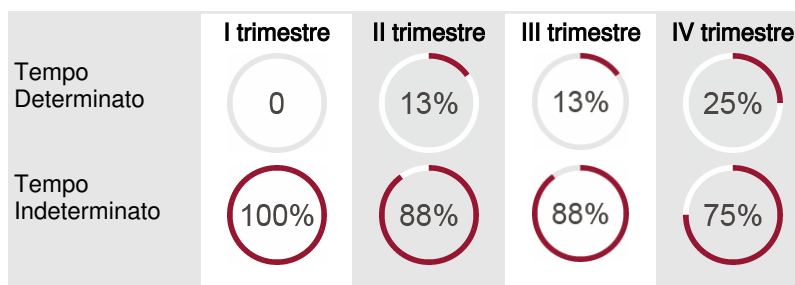 I trimestre II trimestre III trimestre IV trimestre
Tempo
Determinato
0 13% 13% 25%
Tempo
Indeterminato
100% 88% 88% 75%